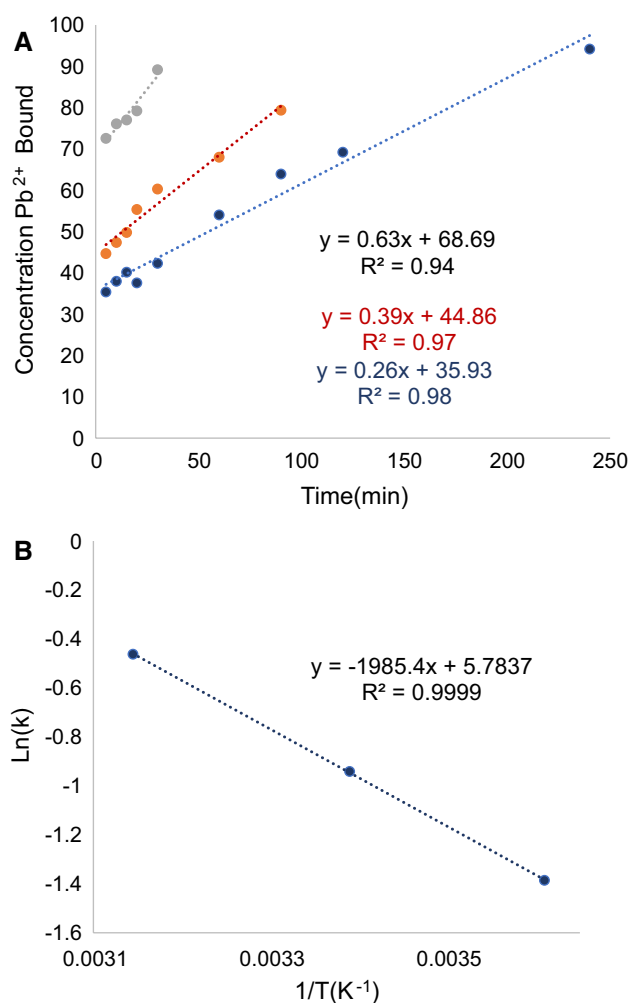 A
100
90
80
70
60
50
40
30
20
10
0
Concentration Pb²⁺ Bound
y = 0.63x + 68.69
R² = 0.94
y = 0.39x + 44.86
R² = 0.97
y = 0.26x + 35.93
R² = 0.98
0 50 100 150 200 250
Time(min)
B
0
-0.2
-0.4
-0.6
-0.8
-1
-1.2
-1.4
-1.6
Ln(k)
y = -1985.4x + 5.7837
R² = 0.9999
0.0031 0.0033 0.0035
1/T(K⁻¹)